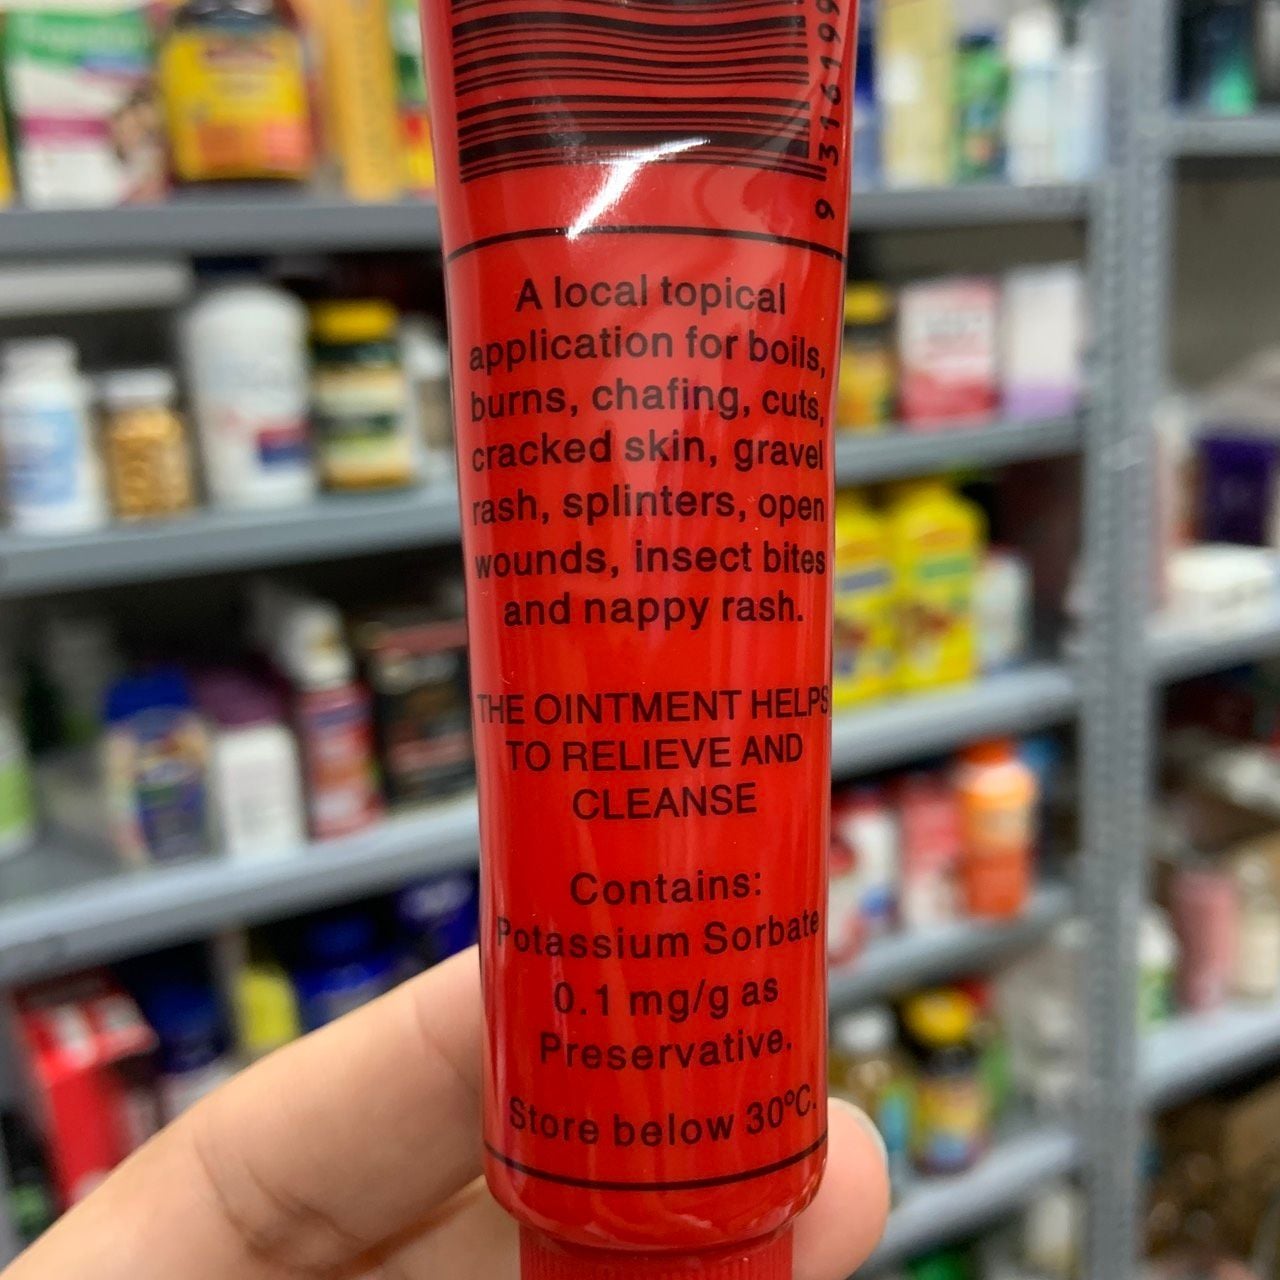 9 316199
A local topical
application for boils,
burns, chafing, cuts,
cracked skin, gravel
rash, splinters, open
wounds, insect bites
and nappy rash.
THE OINTMENT HELPS
TO RELIEVE AND
CLEANSE
Contains:
Potassium Sorbate
0.1 mg/g as
Preservative.
Store below 30ºC.